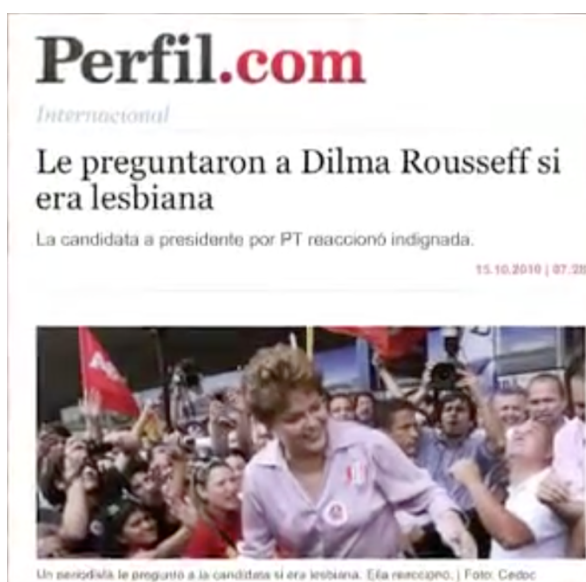 Perfil.com
Internacional
Le preguntaron a Dilma Rousseff si
era lesbiana
La candidata a presidente por PT reaccionó indignada.
15.10.2010 | 07:28
Un periodista le preguntó a la candidata si era lesbiana. Ella reaccionó. | Foto: Cedoc